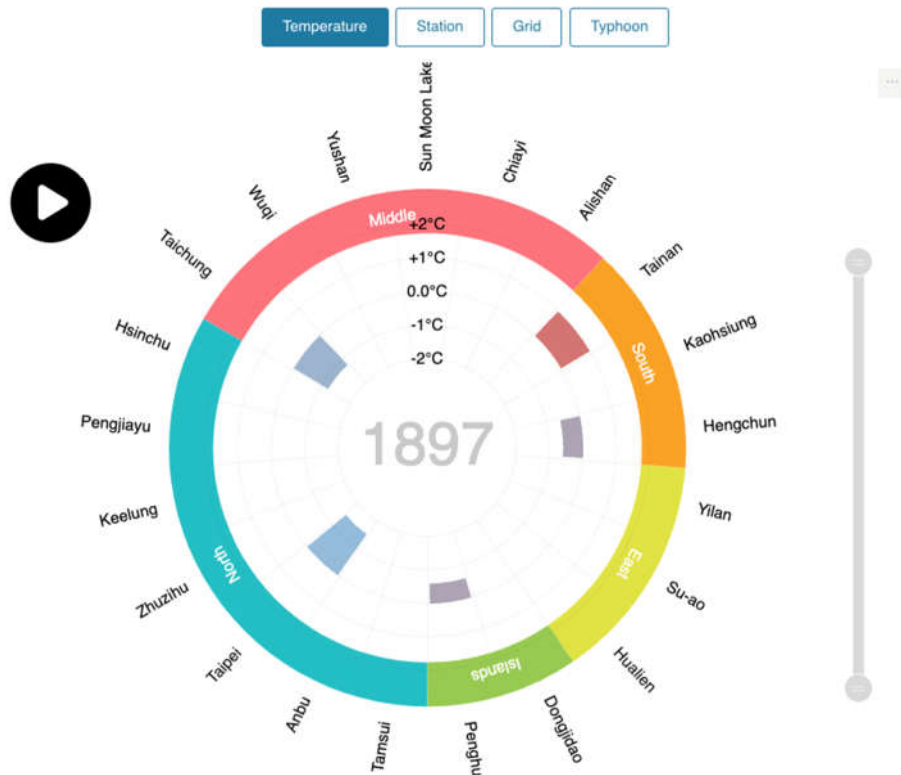 Temperature
Station
Grid
Typhoon
Sun Moon Lake
Chiayi
Alishan
Tainan
Kaohsiung
Hengchun
Yilan
Su-ao
Hualien
Dongjidao
Penghu
Tamsui
Anbu
Taipei
Zhuzihu
Keelung
Pengjiayu
Hsinchu
Taichung
Wuqi
Yushan
Middle
South
East
Islands
North
+2°C
+1°C
0.0°C
-1°C
-2°C
1897